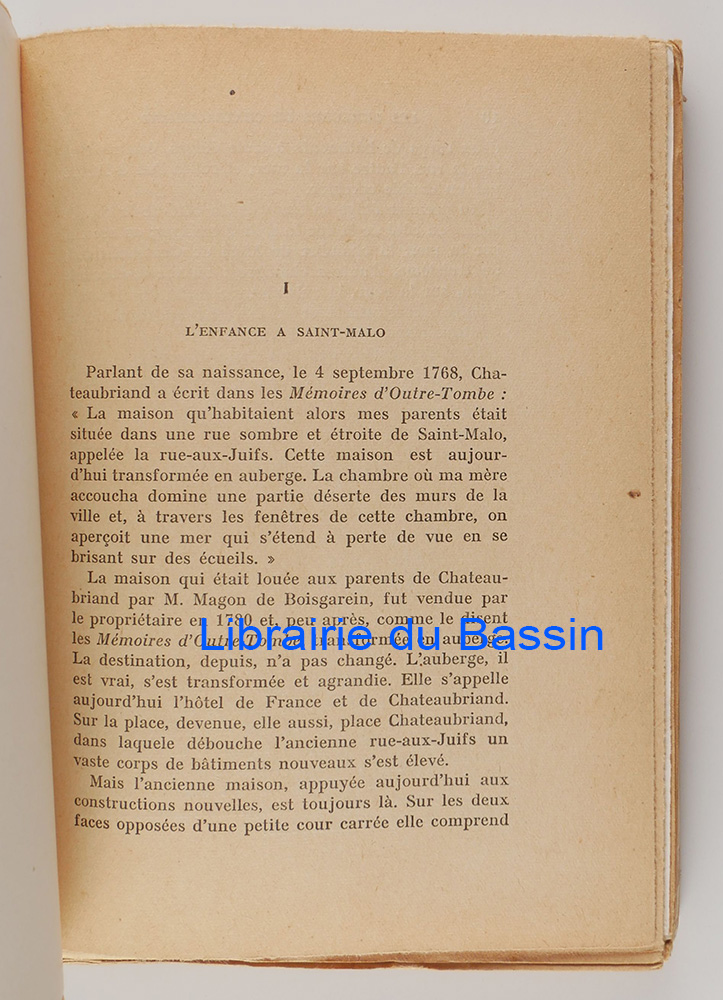 I
L'ENFANCE A SAINT-MALO
Parlant de sa naissance, le 4 septembre 1768, Cha-
teaubriand a écrit dans les Mémoires d'Outre-Tombe :
« La maison qu'habitaient alors mes parents était
située dans une rue sombre et étroite de Saint-Malo,
appelée la rue-aux-Juifs. Cette maison est aujour-
d'hui transformée en auberge. La chambre où ma mère
accoucha domine une partie déserte des murs de la
ville et, à travers les fenêtres de cette chambre, on
aperçoit une mer qui s'étend à perte de vue en se
brisant sur des écueils. »
La maison qui était louée aux parents de Chateau-
briand par M. Magon de Boisgarein, fut vendue par
le propriétaire en 1780 et, peu après, comme le disent
les Mémoires d'Outre-Tombe, transformée en auberge.
Librairie du Bassin
La destination, depuis, n'a pas changé. L'auberge, il
est vrai, s'est transformée et agrandie. Elle s'appelle
aujourd'hui l'hôtel de France et de Chateaubriand.
Sur la place, devenue, elle aussi, place Chateaubriand,
dans laquele débouche l'ancienne rue-aux-Juifs un
vaste corps de bâtiments nouveaux s'est élevé.
Mais l'ancienne maison, appuyée aujourd'hui aux
constructions nouvelles, est toujours là. Sur les deux
faces opposées d'une petite cour carrée elle comprend